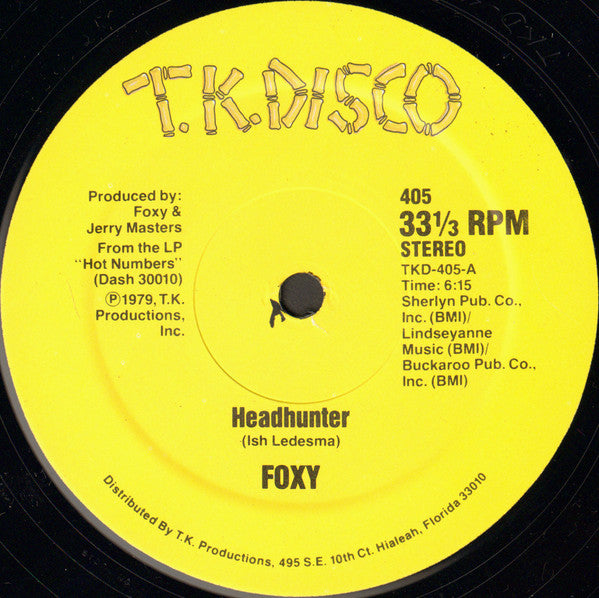 T.K. DISCO
Produced by:
Foxy &
Jerry Masters
From the LP
"Hot Numbers"
(Dash 30010)
Ⓟ1979, T.K.
Productions,
Inc.
405
33⅓ RPM
STEREO
TKD-405-A
Time: 6:15
Sherlyn Pub. Co.,
Inc. (BMI)/
Lindseyanne
Music (BMI)/
Buckaroo Pub. Co.,
Inc. (BMI)
Headhunter
(Ish Ledesma)
FOXY
Distributed By T.K. Productions, 495 S.E. 10th Ct. Hialeah, Florida 33010